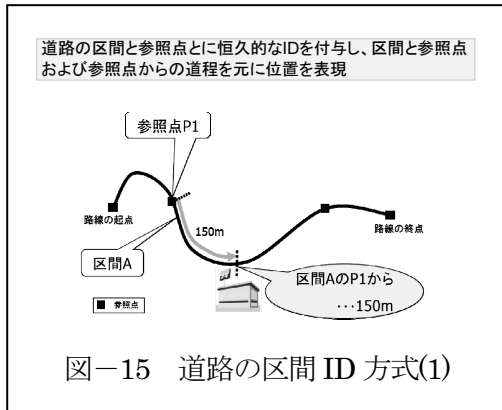 道路の区間と参照点とに恒久的なIDを付与し、区間と参照点
および参照点からの道程を元に位置を表現
参照点P1
路線の起点
150m
路線の終点
区間A
区間AのP1から
…150m
■ 参照点
図－15 道路の区間 ID 方式(1)